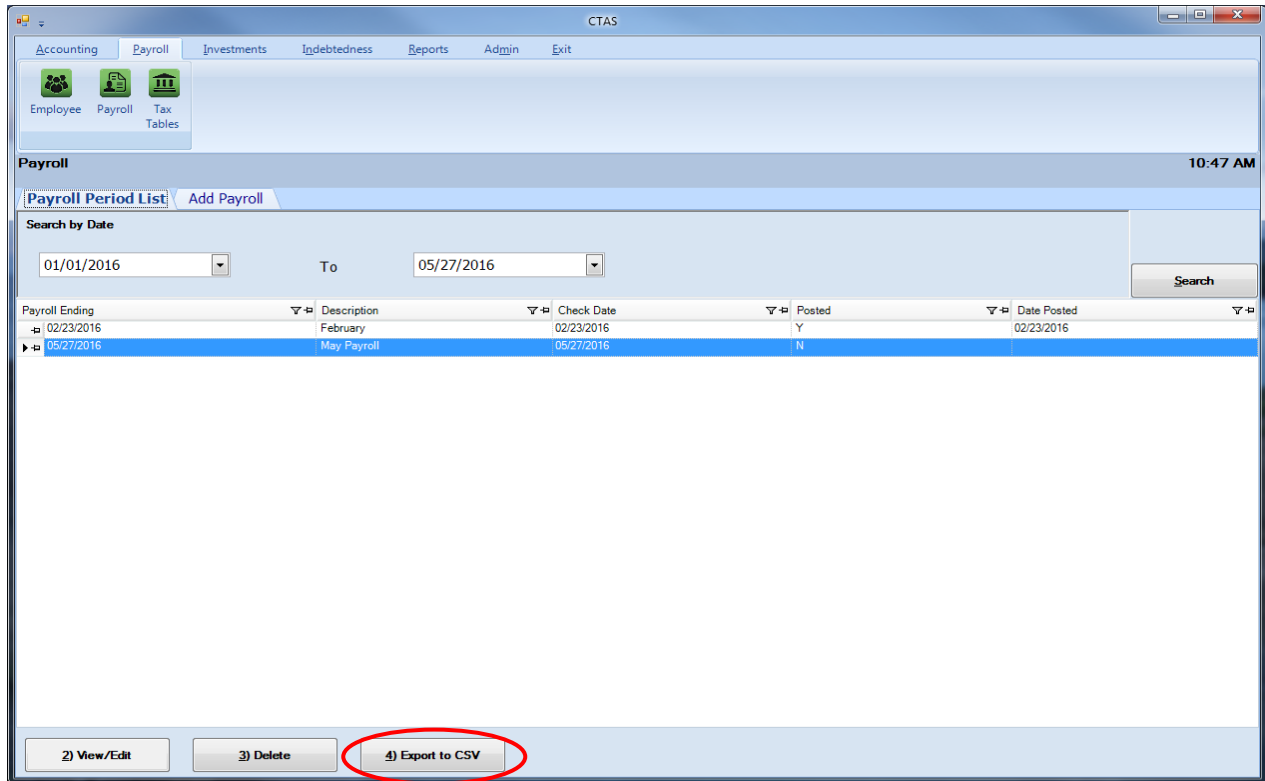 CTAS
Accounting Payroll Investments Indebtedness Reports Admin Exit
Employee Payroll Tax Tables
Payroll 10:47 AM
Payroll Period List Add Payroll
Search by Date
01/01/2016 To 05/27/2016
Search
Payroll Ending Description Check Date Posted Date Posted
02/23/2016 February 02/23/2016 Y 02/23/2016
05/27/2016 May Payroll 05/27/2016 N
2) View/Edit 3) Delete 4) Export to CSV